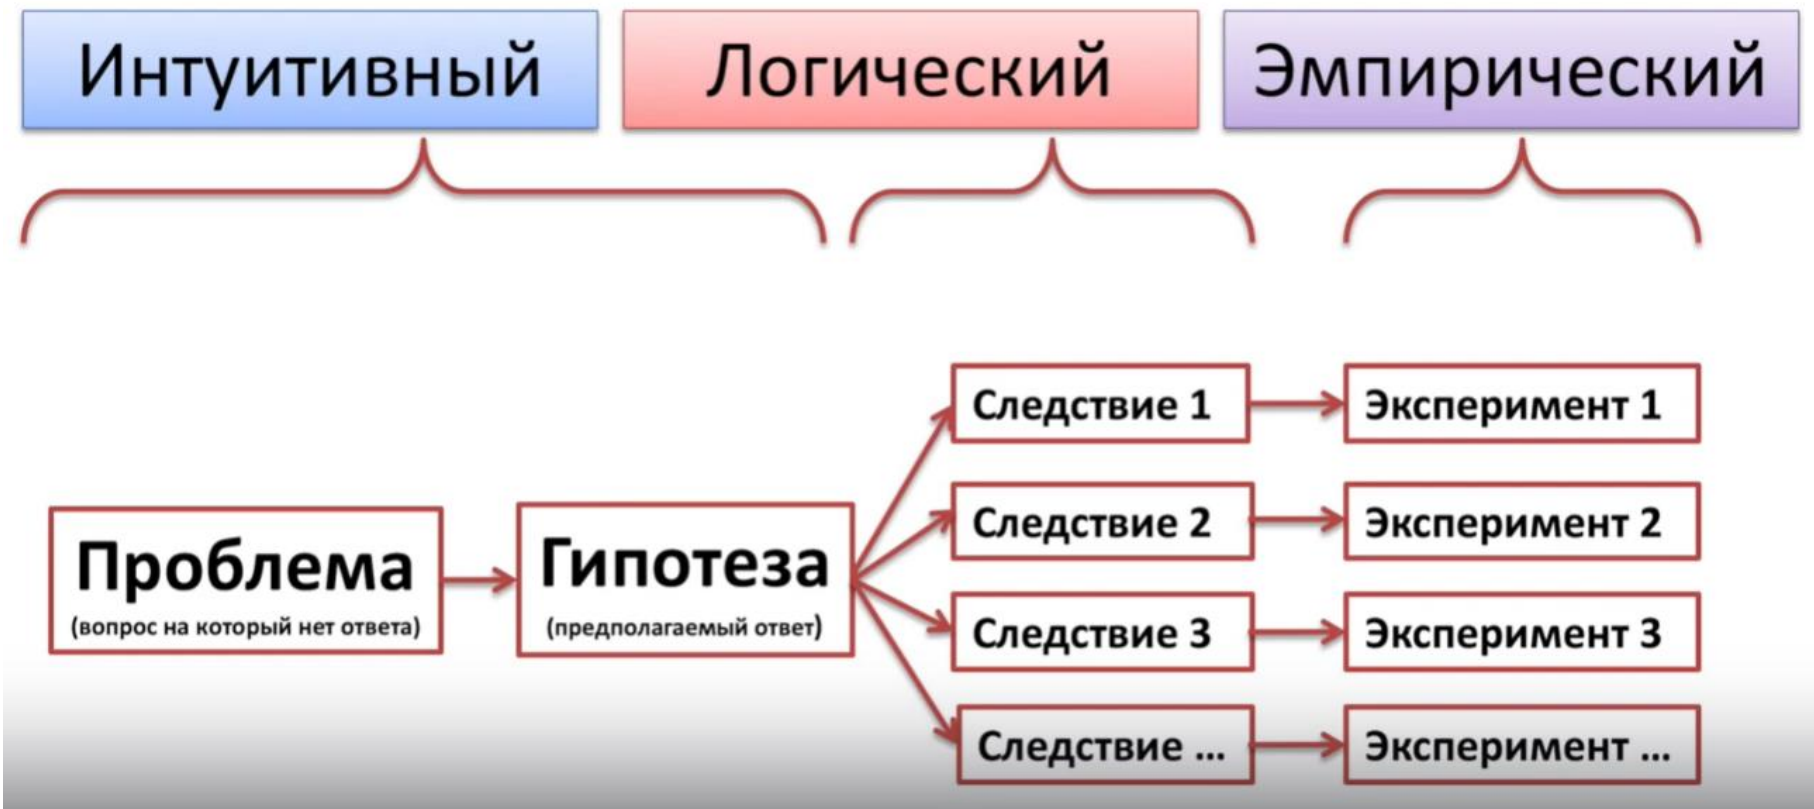 Интуитивный
Логический
Эмпирический
Проблема
(вопрос на который нет ответа)
Гипотеза
(предполагаемый ответ)
Следствие 1
Эксперимент 1
Следствие 2
Эксперимент 2
Следствие 3
Эксперимент 3
Следствие ...
Эксперимент ...